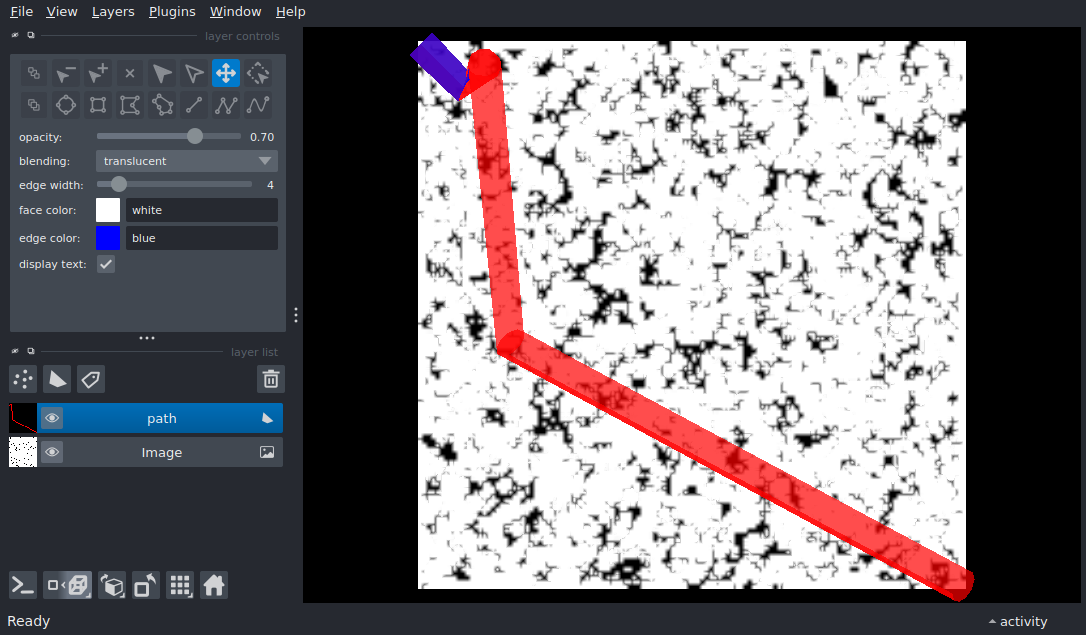 File View Layers Plugins Window Help
layer controls
opacity: 0.70
blending: translucent
edge width: 4
face color: white
edge color: blue
display text:
layer list
path
Image
Ready
activity